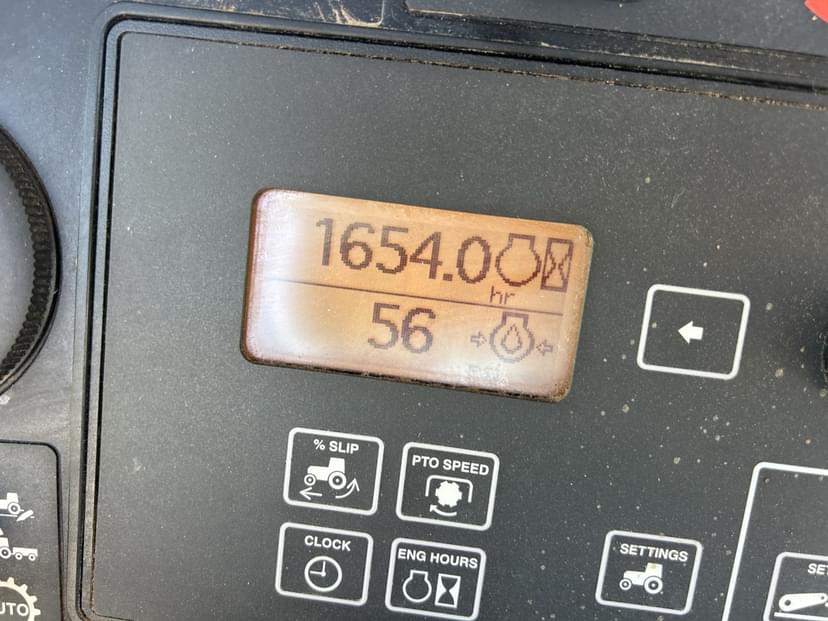 1654.0
hr
56
% SLIP
PTO SPEED
CLOCK
ENG HOURS
SETTINGS